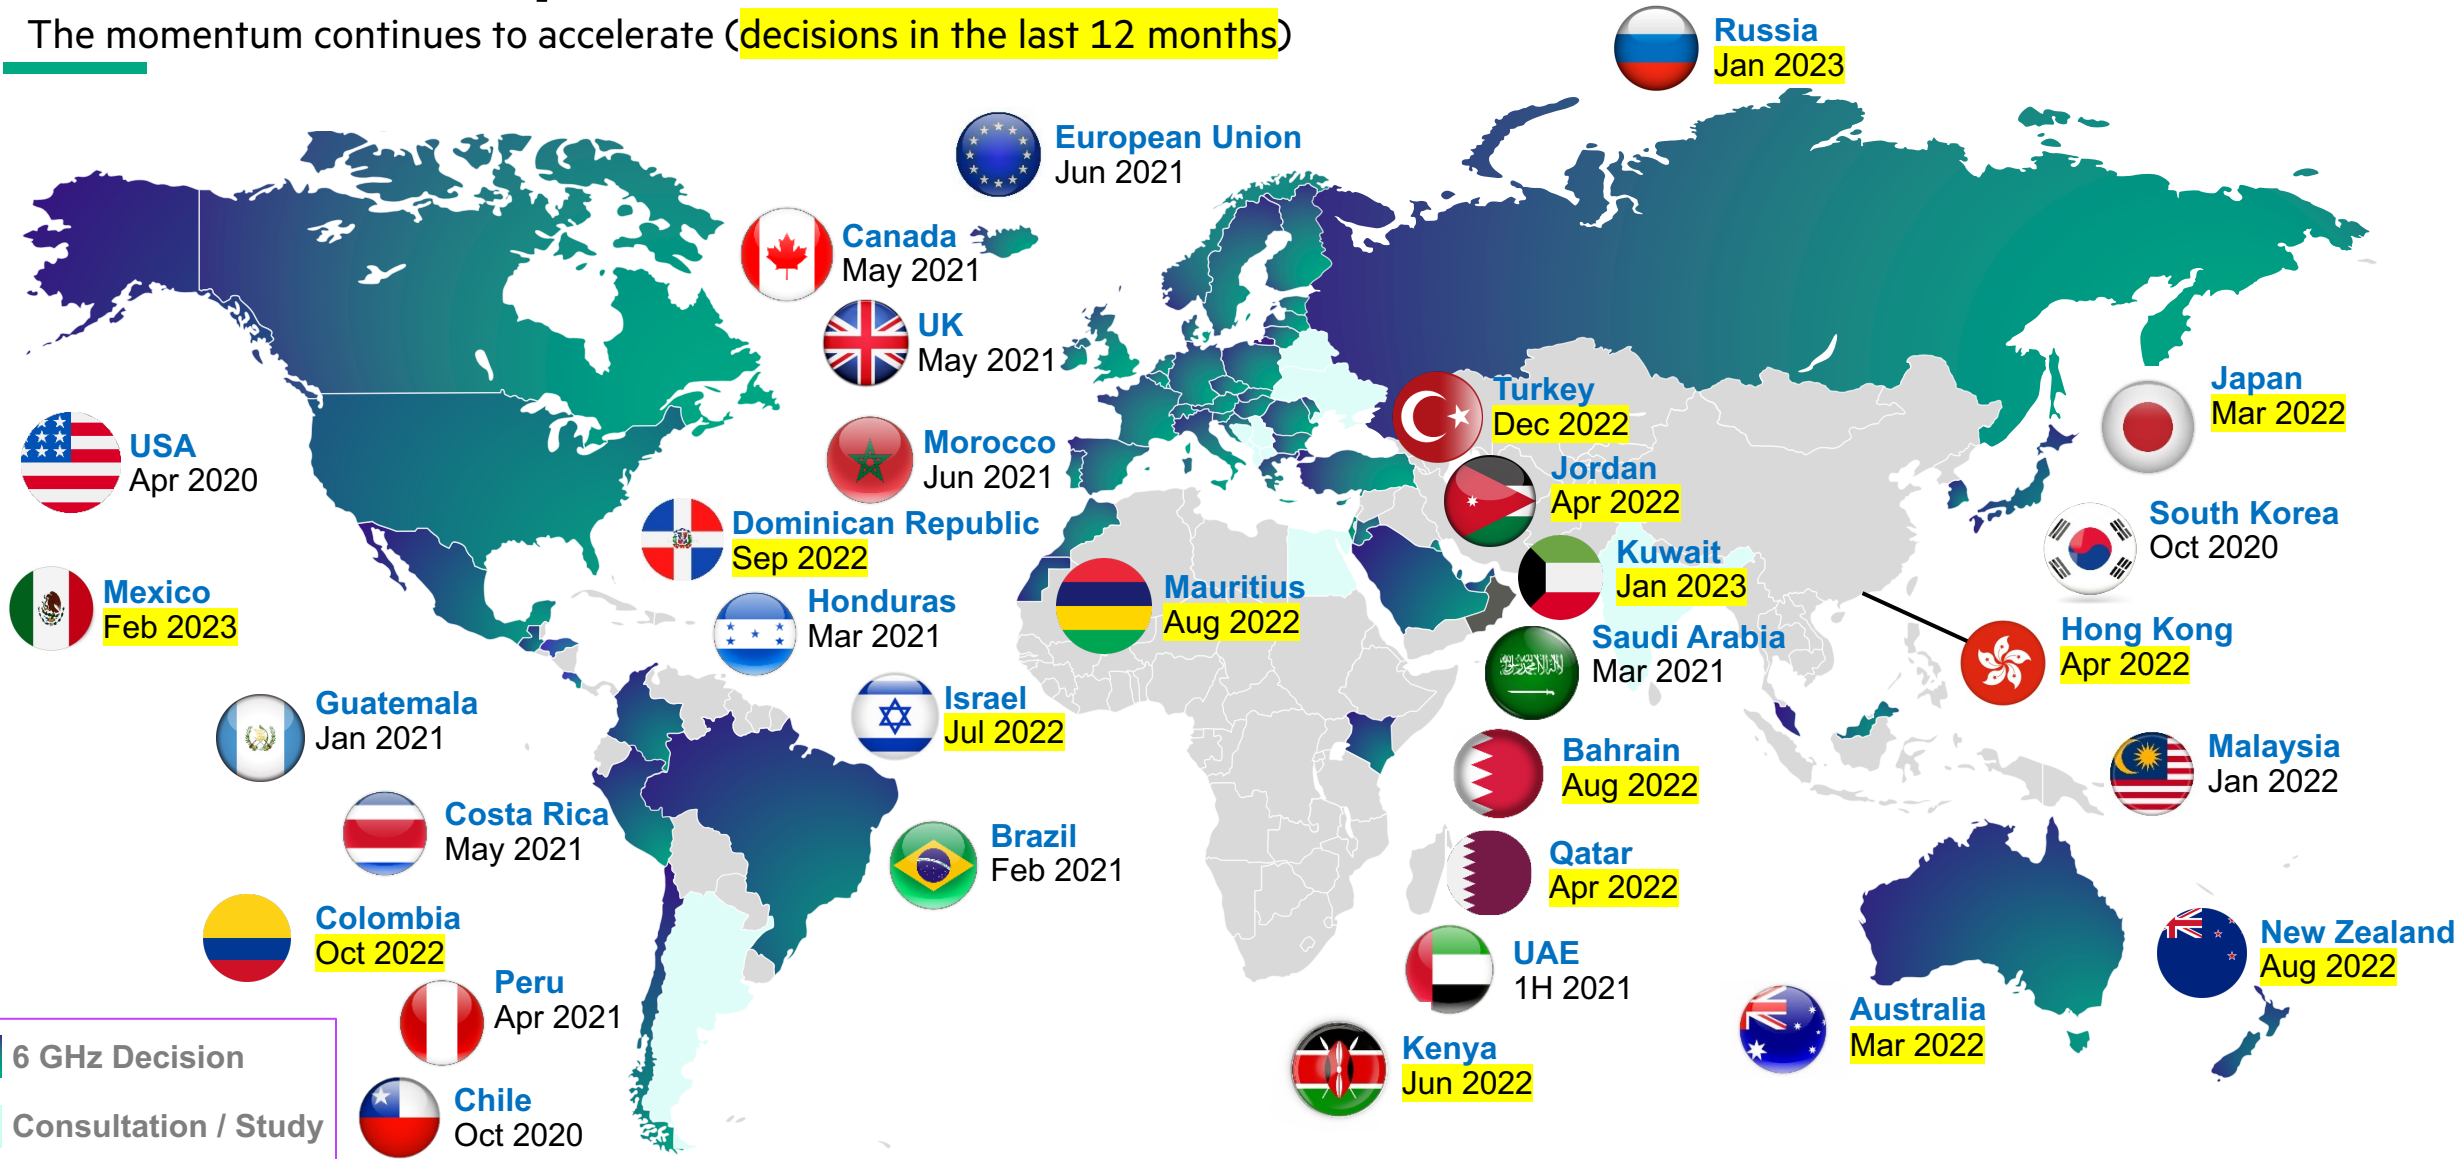 The momentum continues to accelerate (decisions in the last 12 months)
Russia
Jan 2023
European Union
Jun 2021
Canada
May 2021
UK
May 2021
Turkey
Dec 2022
Japan
Mar 2022
USA
Apr 2020
Morocco
Jun 2021
Jordan
Apr 2022
South Korea
Oct 2020
Dominican Republic
Sep 2022
Kuwait
Jan 2023
Mexico
Feb 2023
Honduras
Mar 2021
Mauritius
Aug 2022
Saudi Arabia
Mar 2021
Hong Kong
Apr 2022
Guatemala
Jan 2021
Israel
Jul 2022
Bahrain
Aug 2022
Malaysia
Jan 2022
Costa Rica
May 2021
Brazil
Feb 2021
Qatar
Apr 2022
Colombia
Oct 2022
UAE
1H 2021
New Zealand
Aug 2022
Peru
Apr 2021
Australia
Mar 2022
Kenya
Jun 2022
Chile
Oct 2020
6 GHz Decision
Consultation / Study